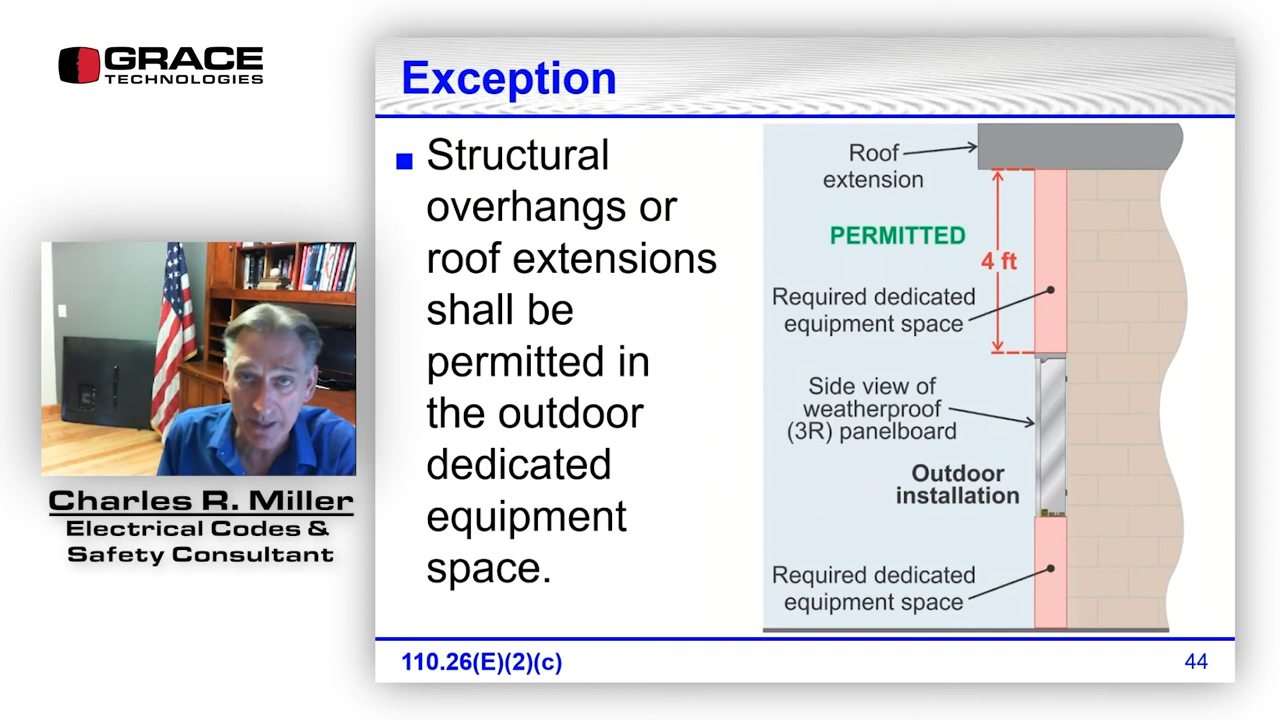 GRACE
TECHNOLOGIES
Charles R. Miller
Electrical Codes &
Safety Consultant
Exception
Structural
overhangs or
roof extensions
shall be
permitted in
the outdoor
dedicated
equipment
space.
Roof
extension
PERMITTED
4 ft
Required dedicated
equipment space
Side view of
weatherproof
(3R) panelboard
Outdoor
installation
MILLER
Required dedicated
equipment space
110.26(E)(2)(c)
44